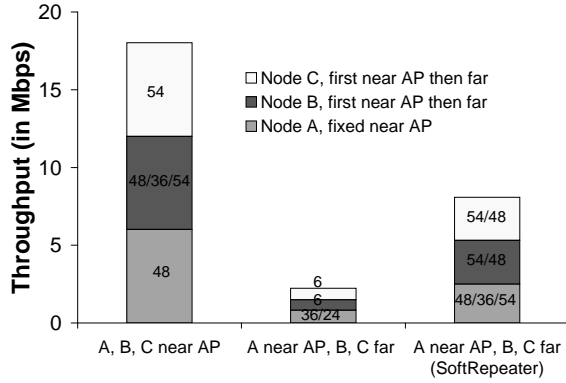 Throughput (in Mbps)
20
15
10
5
0
Node C, first near AP then far
Node B, first near AP then far
Node A, fixed near AP
54
48/36/54
48
6
6
36/24
54/48
54/48
48/36/54
A, B, C near AP
A near AP, B, C far
A near AP, B, C far
(SoftRepeater)